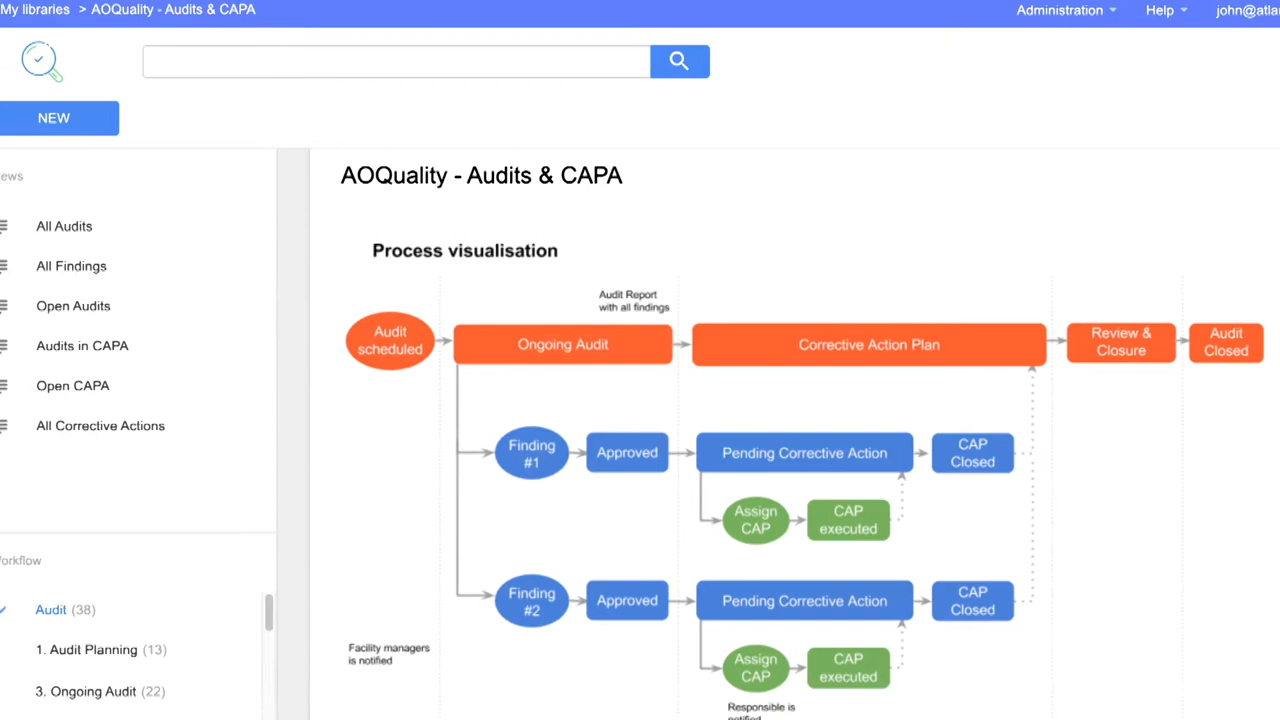 My libraries > AOQuality - Audits & CAPA
Administration
Help
john@atla
NEW
ews
All Audits
All Findings
Open Audits
Audits in CAPA
Open CAPA
All Corrective Actions
orkflow
Audit (38)
1. Audit Planning (13)
3. Ongoing Audit (22)
AOQuality - Audits & CAPA
Process visualisation
Audit Report
with all findings
Audit
scheduled
Ongoing Audit
Corrective Action Plan
Review &
Closure
Audit
Closed
Finding
#1
Approved
Pending Corrective Action
CAP
Closed
Assign
CAP
CAP
executed
Finding
#2
Approved
Pending Corrective Action
CAP
Closed
Facility managers
is notified
Assign
CAP
CAP
executed
Responsible is
notified